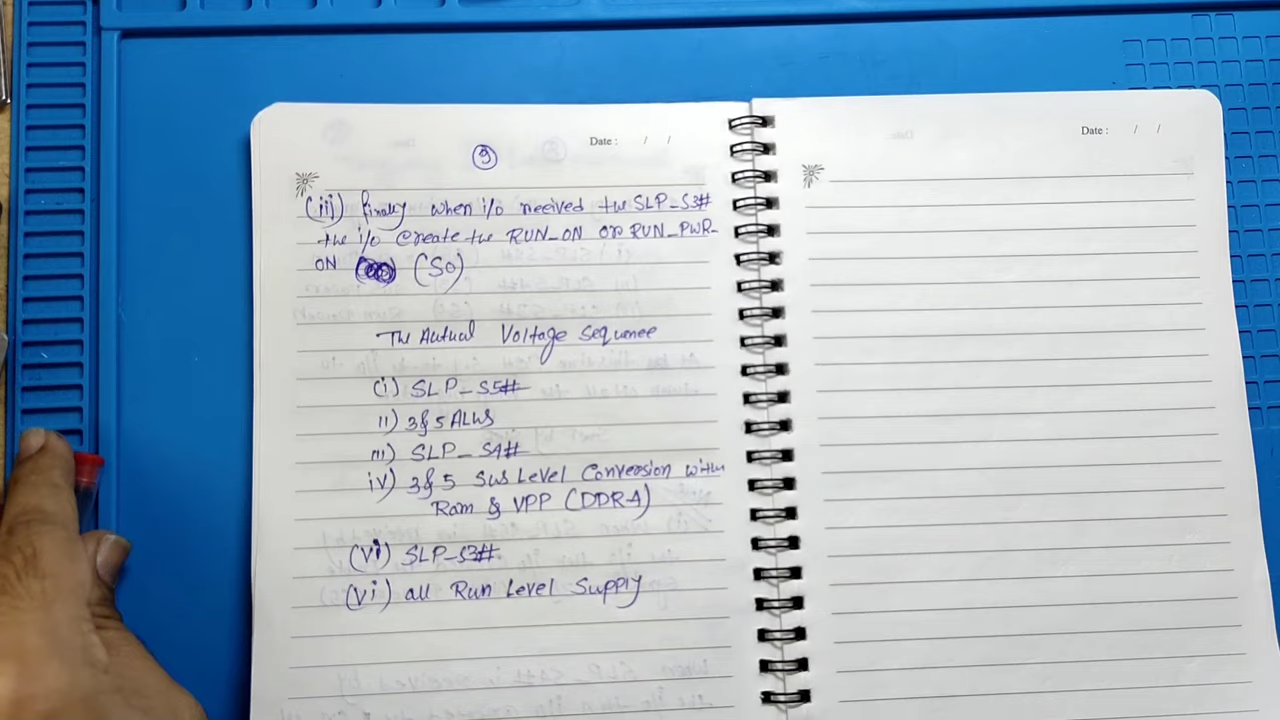 Date : / /
9
(iii) finally when i/o received the SLP_S3#
the i/o create the RUN_ON or RUN_PWR_
ON (S0)
The Autual Voltage Sequence
(i) SLP_S5#
ii) 3&5 ALWS
iii) SLP_S4#
iv) 3&5 Sus Level Conversion with
Ram & VPP (DDR4)
(vi) SLP_S3#
(vi) all Run Level Supply
Date : / /